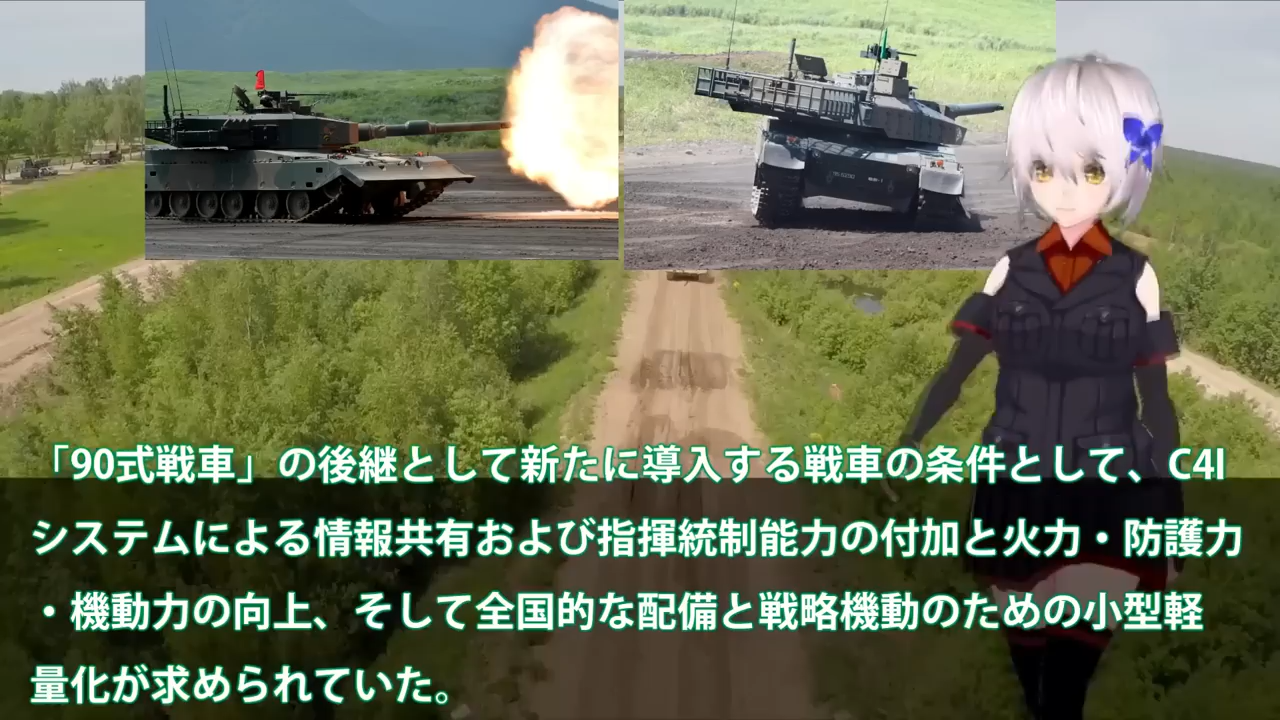 「90式戦車」の後継として新たに導入する戦車の条件として、C4I
システムによる情報共有および指揮統制能力の付加と火力・防護力
・機動力の向上、そして全国的な配備と戦略機動のための小型軽
量化が求められていた。